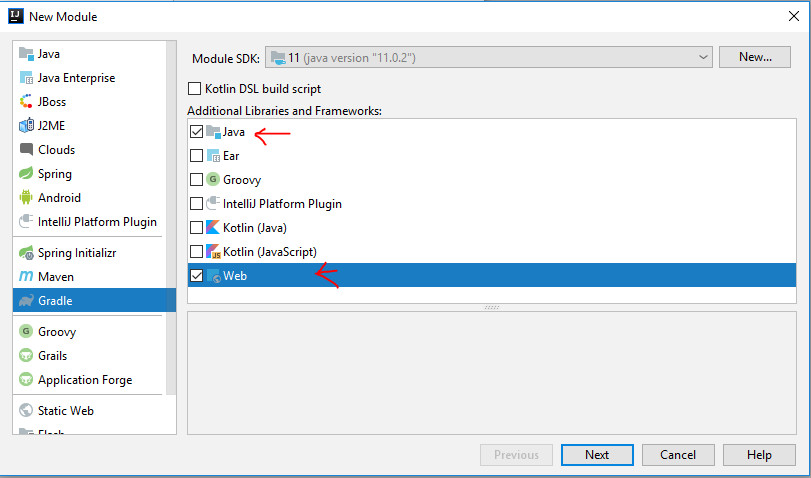 IJ New Module
Java
Java Enterprise
JBoss
J2ME
Clouds
Spring
Android
IntelliJ Platform Plugin
Spring Initializr
Maven
Gradle
Groovy
Grails
Application Forge
Static Web
Flash
Module SDK: 11 (java version "11.0.2") New...
Kotlin DSL build script
Additional Libraries and Frameworks:
Java
Ear
Groovy
IntelliJ Platform Plugin
Kotlin (Java)
Kotlin (JavaScript)
Web
Previous Next Cancel Help